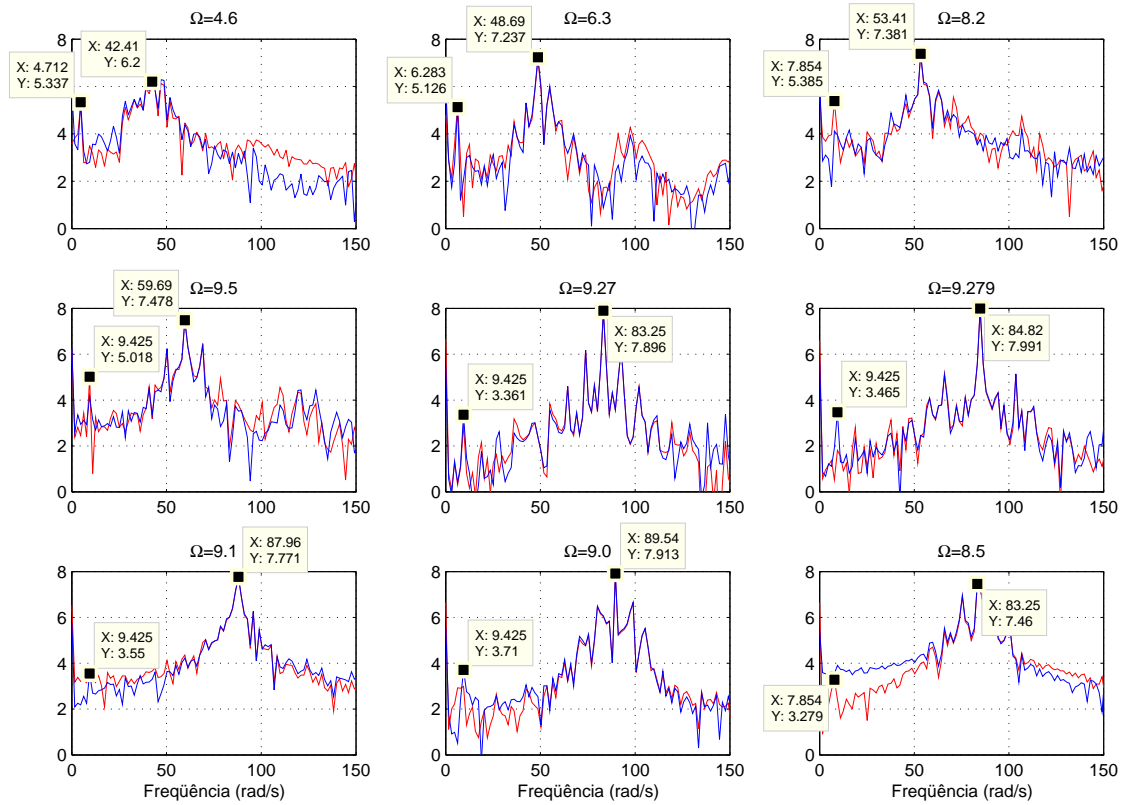 Ω=4.6
X: 4.712
Y: 5.337
X: 42.41
Y: 6.2
8
6
4
2
0
0 50 100 150
Ω=6.3
X: 6.283
Y: 5.126
X: 48.69
Y: 7.237
8
6
4
2
0
0 50 100 150
Ω=8.2
X: 7.854
Y: 5.385
X: 53.41
Y: 7.381
8
6
4
2
0
0 50 100 150
Ω=9.5
X: 9.425
Y: 5.018
X: 59.69
Y: 7.478
8
6
4
2
0
0 50 100 150
Ω=9.27
X: 9.425
Y: 3.361
X: 83.25
Y: 7.896
8
6
4
2
0
0 50 100 150
Ω=9.279
X: 9.425
Y: 3.465
X: 84.82
Y: 7.991
8
6
4
2
0
0 50 100 150
Ω=9.1
X: 9.425
Y: 3.55
X: 87.96
Y: 7.771
8
6
4
2
0
0 50 100 150
Freqüência (rad/s)
Ω=9.0
X: 9.425
Y: 3.71
X: 89.54
Y: 7.913
8
6
4
2
0
0 50 100 150
Freqüência (rad/s)
Ω=8.5
X: 7.854
Y: 3.279
X: 83.25
Y: 7.46
8
6
4
2
0
0 50 100 150
Freqüência (rad/s)